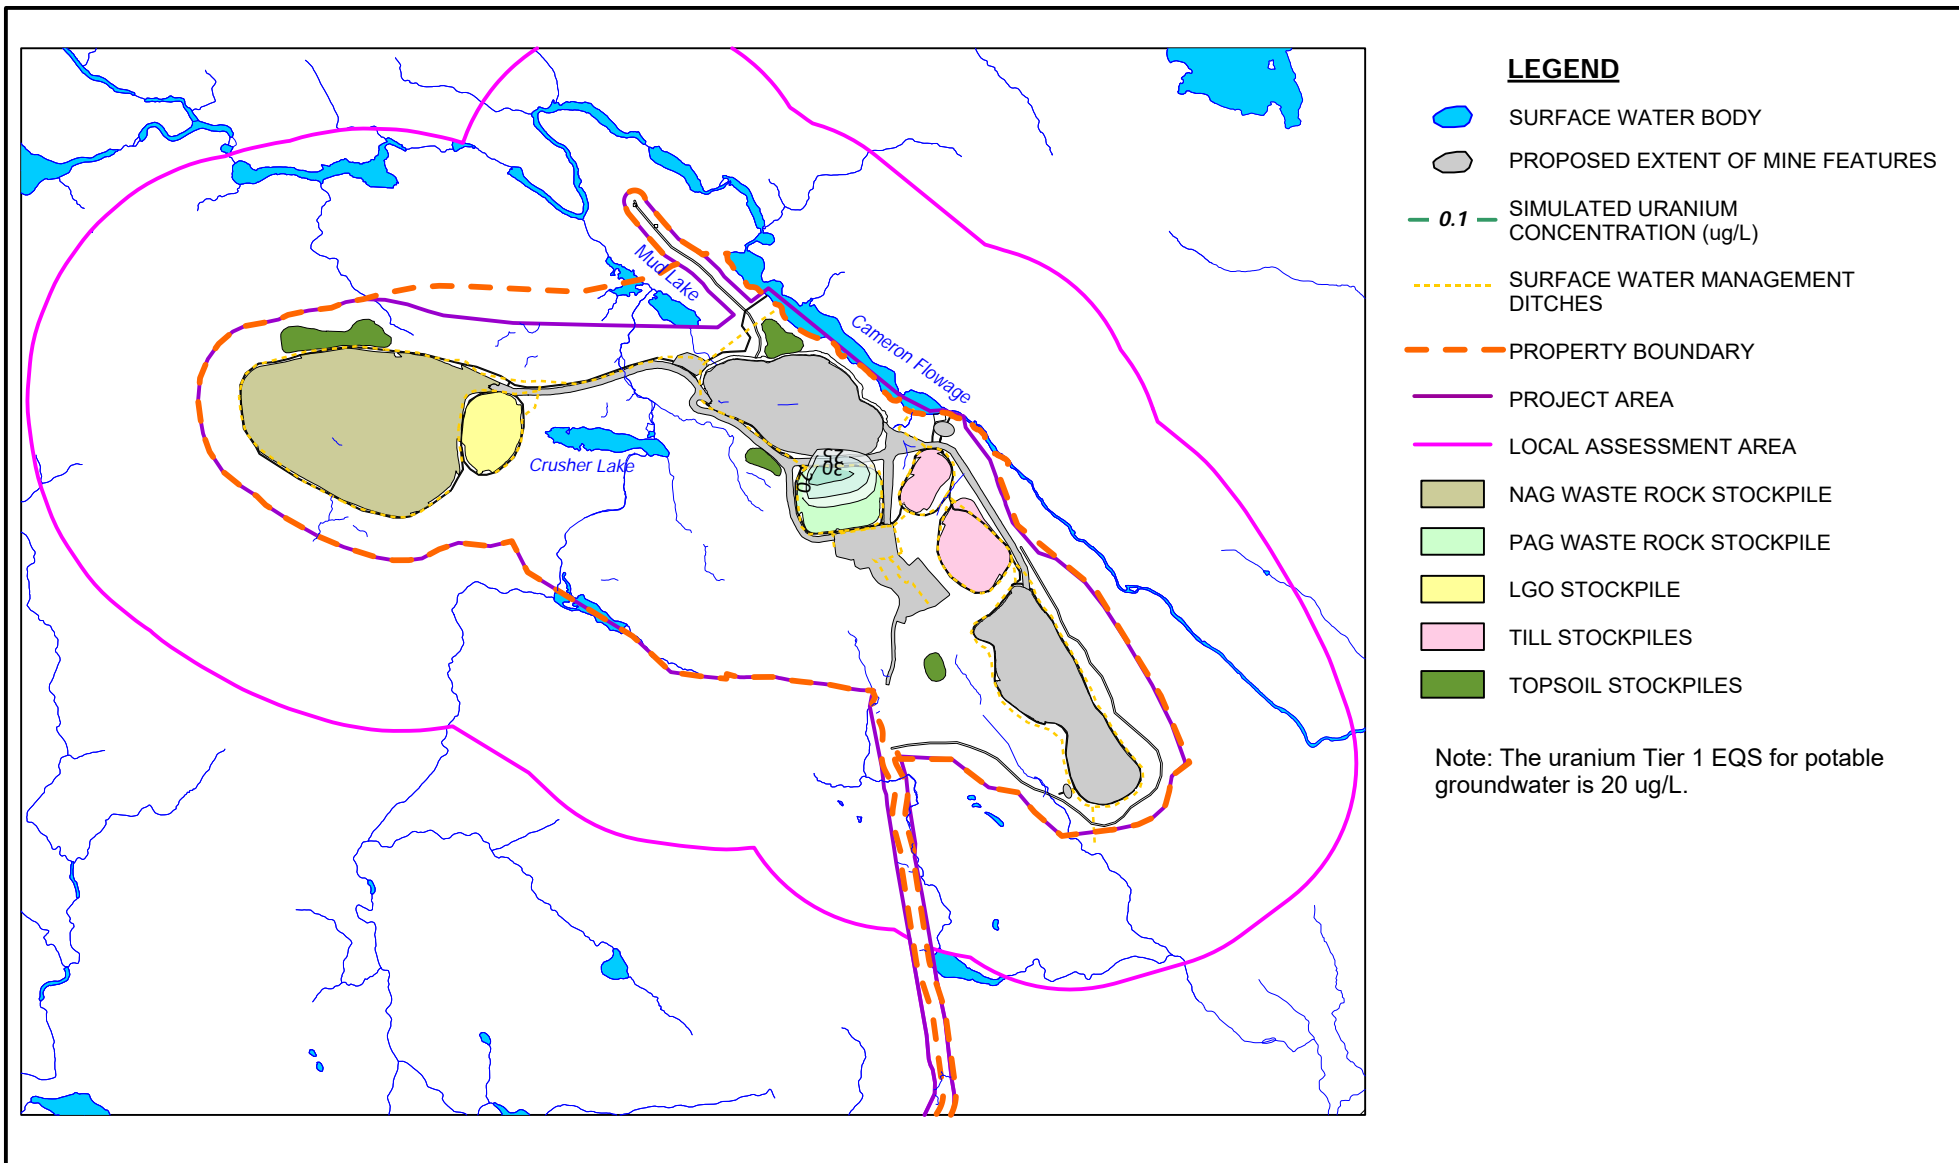 LEGEND
SURFACE WATER BODY
PROPOSED EXTENT OF MINE FEATURES
0.1
SIMULATED URANIUM
CONCENTRATION (ug/L)
SURFACE WATER MANAGEMENT
DITCHES
PROPERTY BOUNDARY
PROJECT AREA
LOCAL ASSESSMENT AREA
NAG WASTE ROCK STOCKPILE
PAG WASTE ROCK STOCKPILE
LGO STOCKPILE
TILL STOCKPILES
TOPSOIL STOCKPILES
Note: The uranium Tier 1 EQS for potable
groundwater is 20 ug/L.
Mud Lake
Cameron Flowage
Crusher Lake
25
30
20